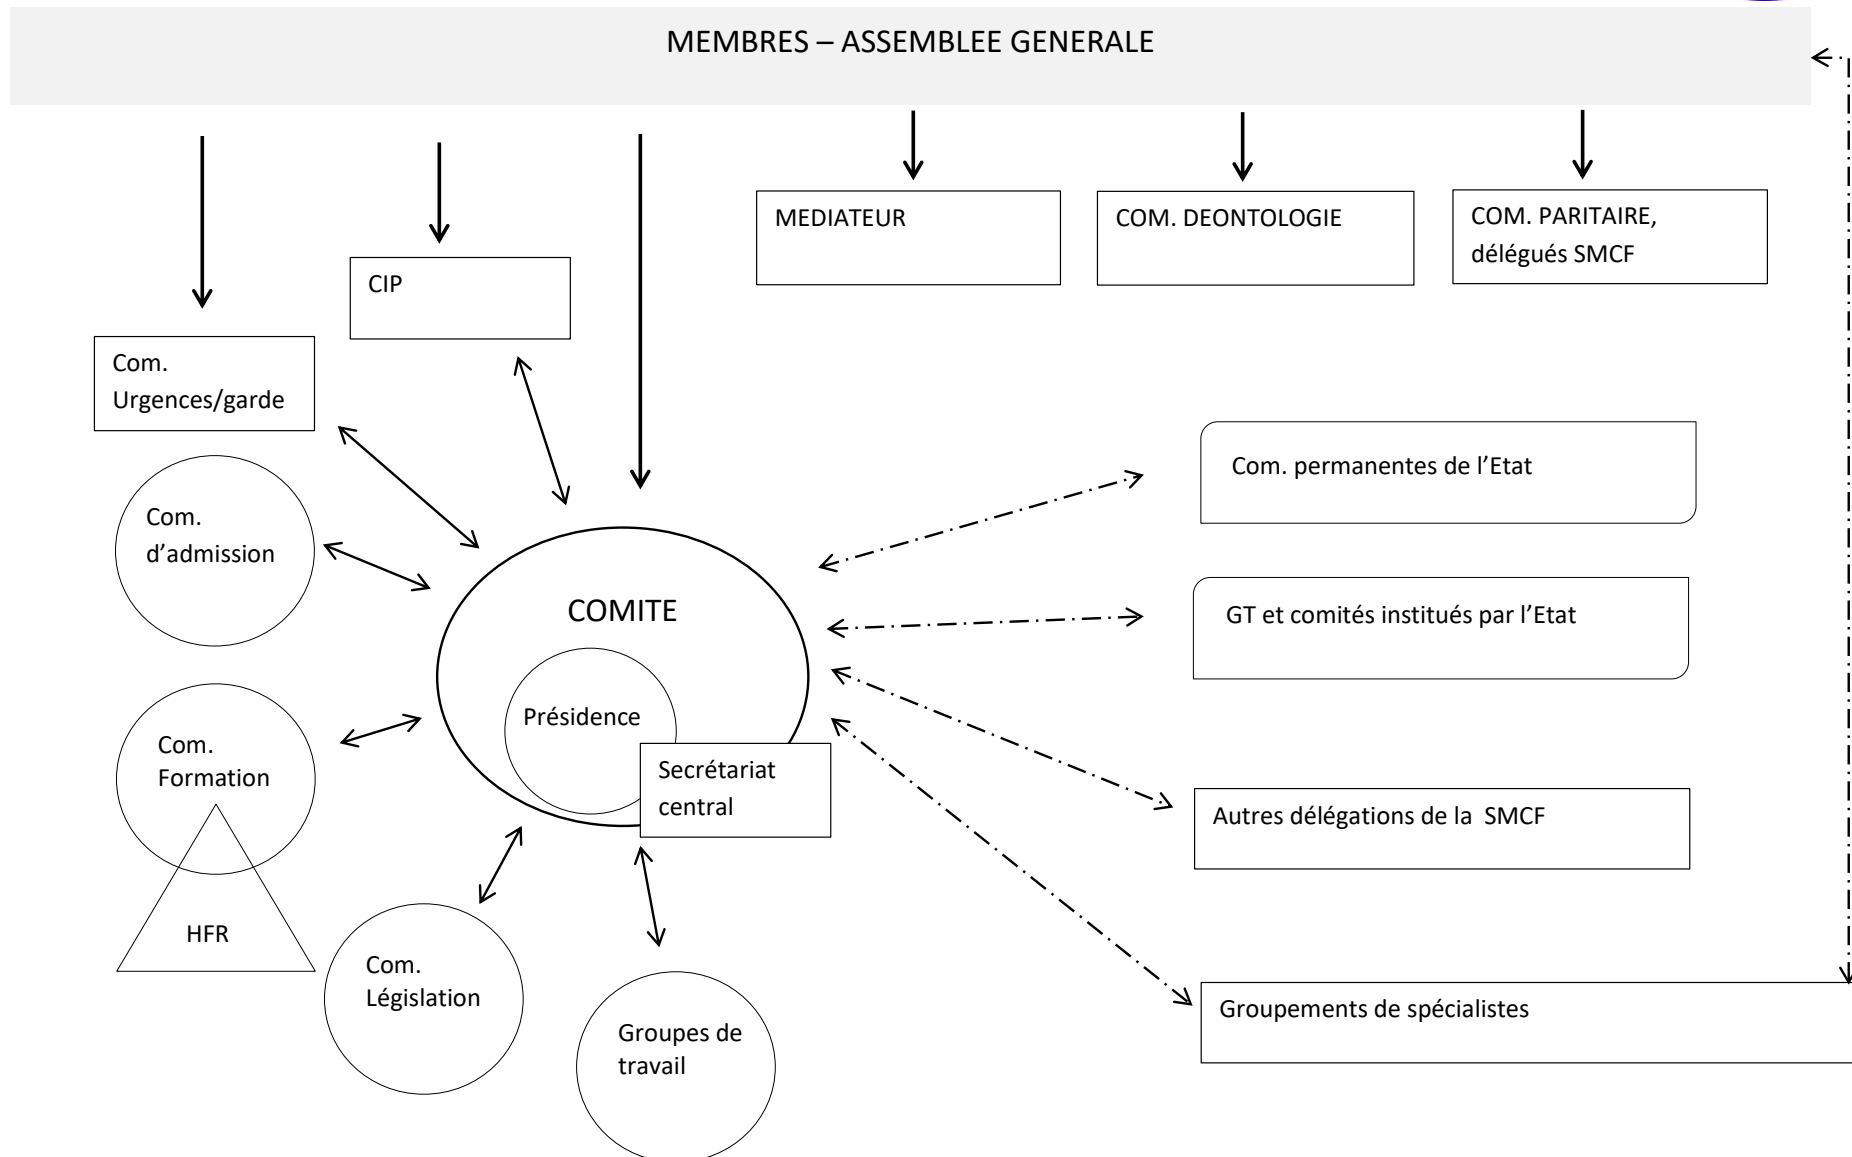 MEMBRES – ASSEMBLEE GENERALE
MEDIATEUR
COM. DEONTOLOGIE
COM. PARITAIRE,
délégués SMCF
CIP
Com.
Urgences/garde
Com.
d’admission
COMITE
Présidence
Secrétariat
central
Com.
Formation
HFR
Com.
Législation
Groupes de
travail
Com. permanentes de l’Etat
GT et comités institués par l’Etat
Autres délégations de la  SMCF
Groupements de spécialistes